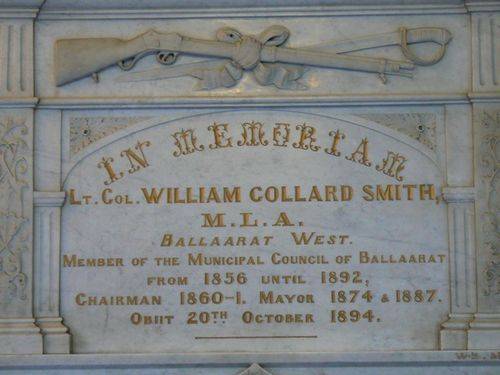 IN MEMORIAM
LT. COL. WILLIAM COLLARD SMITH,
M.L.A.
BALLAARAT WEST.
MEMBER OF THE MUNICIPAL COUNCIL OF BALLAARAT
FROM 1856 UNTIL 1892,
CHAIRMAN 1860-1. MAYOR 1874 & 1887.
OBIIT 20TH OCTOBER 1894.